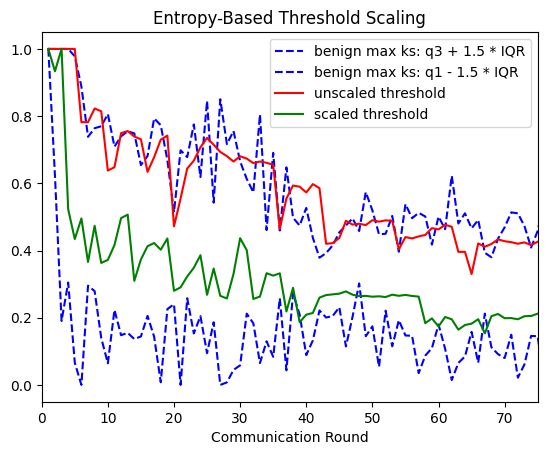 Entropy-Based Threshold Scaling
benign max ks: q3 + 1.5 * IQR
benign max ks: q1 - 1.5 * IQR
unscaled threshold
scaled threshold
1.0
0.8
0.6
0.4
0.2
0.0
0 10 20 30 40 50 60 70
Communication Round